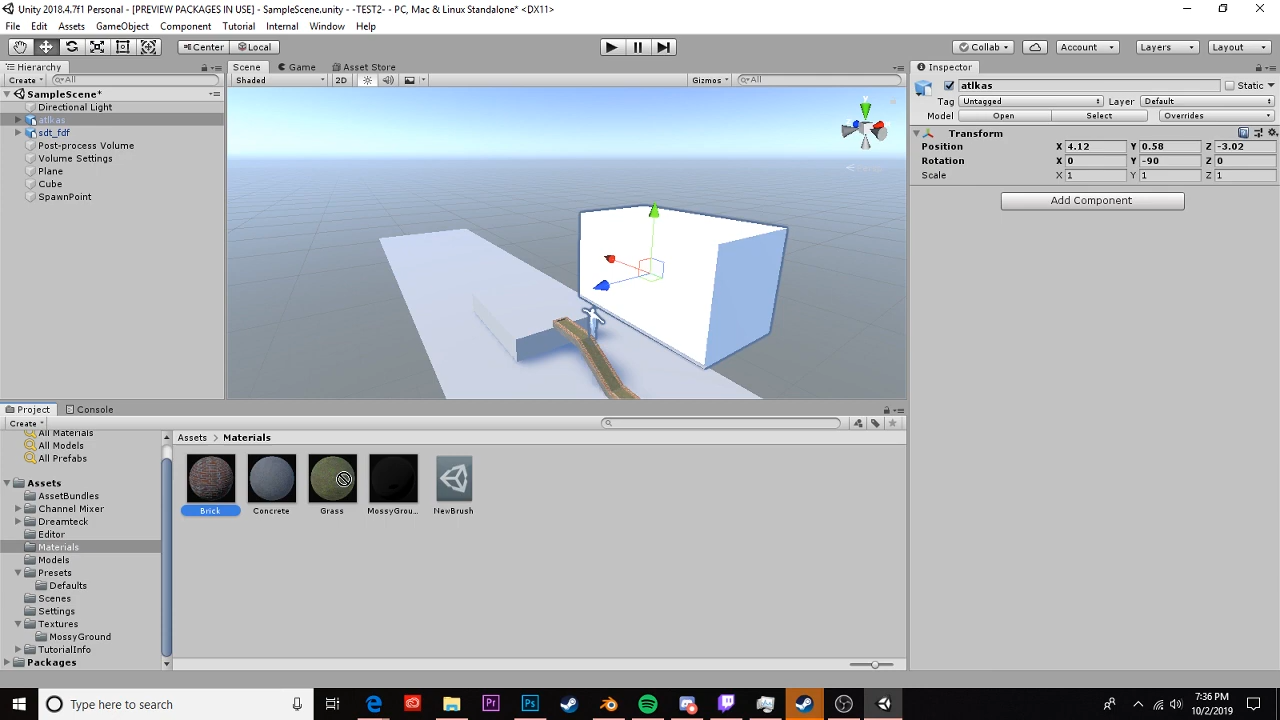 Unity 2018.4.7f1 Personal - [PREVIEW PACKAGES IN USE] - SampleScene.unity - -TEST2- - PC, Mac & Linux Standalone* <DX11>
File Edit Assets GameObject Component Tutorial Internal Window Help
Center Local Collab Account Layers Layout
Hierarchy Scene Game Asset Store Inspector
Create All Shaded 2D Gizmos All
SampleScene*
Directional Light
atlkas
sdt_fdf
Post-process Volume
Volume Settings
Plane
Cube
SpawnPoint
y
atlkas Static
Tag Untagged Layer Default
Model Open Select Overrides
Transform
Position X 4.12 Y 0.58 Z -3.02
Rotation X 0 Y -90 Z 0
Scale X 1 Y 1 Z 1
Add Component
Project Console
Create
All Materials
All Models
All Prefabs
Assets
AssetBundles
Channel Mixer
Dreamteck
Editor
Materials
Models
Presets
Defaults
Scenes
Settings
Textures
MossyGround
TutorialInfo
Packages
Assets > Materials
Brick Concrete Grass MossyGrou... NewBrush
Type here to search
Pr Ps
7:36 PM
10/2/2019